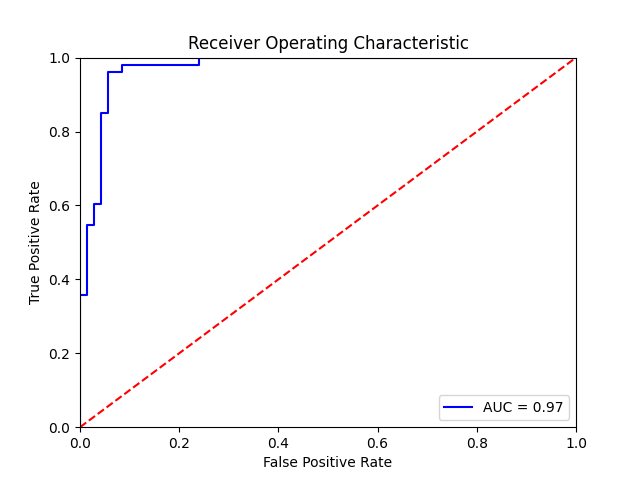 Receiver Operating Characteristic
1.0
0.8
0.6
0.4
0.2
0.0
True Positive Rate
AUC = 0.97
0.0 0.2 0.4 0.6 0.8 1.0
False Positive Rate